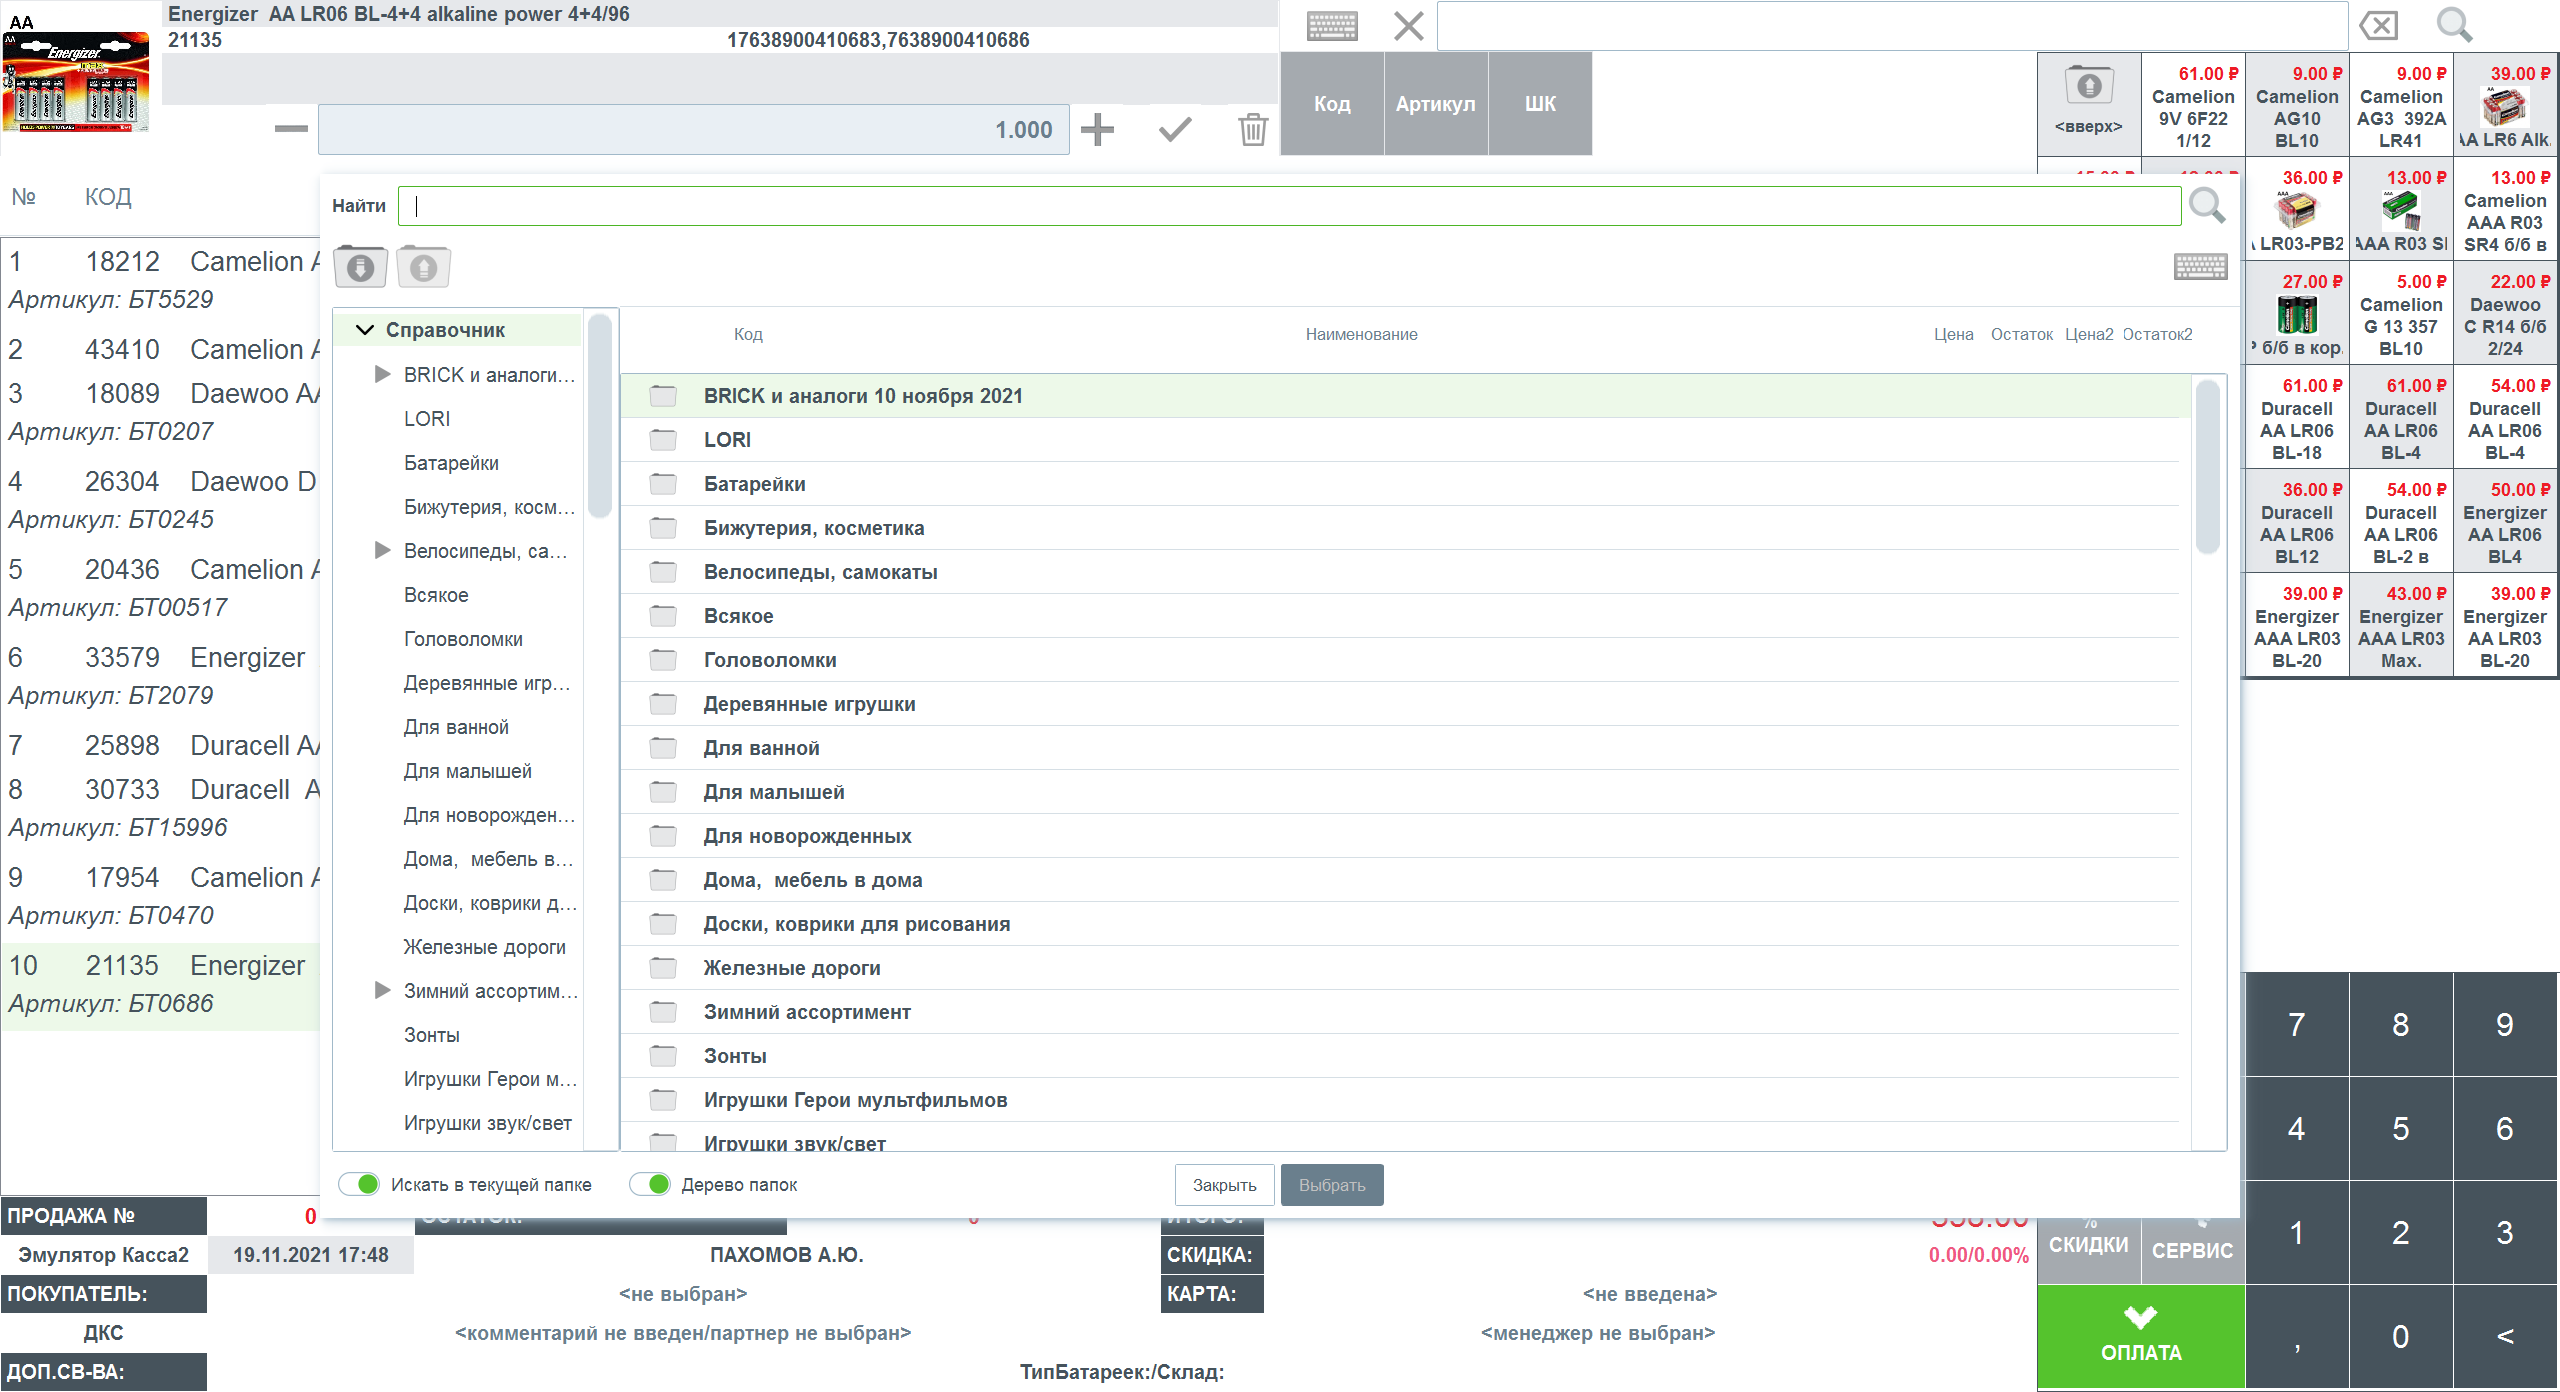 AA
Energizer AA LR06 BL-4+4 alkaline power 4+4/96
21135
17638900410683,7638900410686
1.000
Код
Артикул
ШК
<вверх>
61.00 ₽
Camelion
9V 6F22
1/12
9.00 ₽
Camelion
AG10
BL10
9.00 ₽
Camelion
AG3 392A
LR41
39.00 ₽
AA LR6 Alk.
36.00 ₽
LR03-PB2
13.00 ₽
AAA R03 S
13.00 ₽
Camelion
AAA R03
SR4 б/б в
27.00 ₽
б/б в кор.
5.00 ₽
Camelion
G 13 357
BL10
22.00 ₽
Daewoo
C R14 б/б
2/24
61.00 ₽
Duracell
AA LR06
BL-18
61.00 ₽
Duracell
AA LR06
BL-4
54.00 ₽
Duracell
AA LR06
BL-4
36.00 ₽
Duracell
AA LR06
BL12
54.00 ₽
Duracell
AA LR06
BL-2 в
50.00 ₽
Energizer
AA LR06
BL4
39.00 ₽
Energizer
AAA LR03
BL-20
43.00 ₽
Energizer
AAA LR03
Max.
39.00 ₽
Energizer
AA LR03
BL-20
№ КОД
1 18212 Camelion A
Артикул: БТ5529
2 43410 Camelion A
3 18089 Daewoo AA
Артикул: БТ0207
4 26304 Daewoo D
Артикул: БТ0245
5 20436 Camelion A
Артикул: БТ00517
6 33579 Energizer
Артикул: БТ2079
7 25898 Duracell AA
8 30733 Duracell A
Артикул: БТ15996
9 17954 Camelion A
Артикул: БТ0470
10 21135 Energizer
Артикул: БТ0686
Найти
Справочник
BRICK и аналоги...
LORI
Батарейки
Бижутерия, косм...
Велосипеды, са...
Всякое
Головоломки
Деревянные игр...
Для ванной
Для малышей
Для новорожден...
Дома, мебель в...
Доски, коврики д...
Железные дороги
Зимний ассортим...
Зонты
Игрушки Герои м...
Игрушки звук/свет
Код Наименование Цена Остаток Цена2 Остаток2
BRICK и аналоги 10 ноября 2021
LORI
Батарейки
Бижутерия, косметика
Велосипеды, самокаты
Всякое
Головоломки
Деревянные игрушки
Для ванной
Для малышей
Для новорожденных
Дома, мебель в дома
Доски, коврики для рисования
Железные дороги
Зимний ассортимент
Зонты
Игрушки Герои мультфильмов
Игрушки звук/свет
Искать в текущей папке
Дерево папок
Закрыть
Выбрать
7 8 9
4 5 6
1 2 3
, 0 <
ПРОДАЖА № 0
Эмулятор Касса2 19.11.2021 17:48 ПАХОМОВ А.Ю. СКИДКА: 0.00/0.00%
ПОКУПАТЕЛЬ: <не выбран> КАРТА: <не введена>
ДКС <комментарий не введен/партнер не выбран> <менеджер не выбран>
ДОП.СВ-ВА: ТипБатареек:/Склад:
% СКИДКИ
СЕРВИС
ОПЛАТА